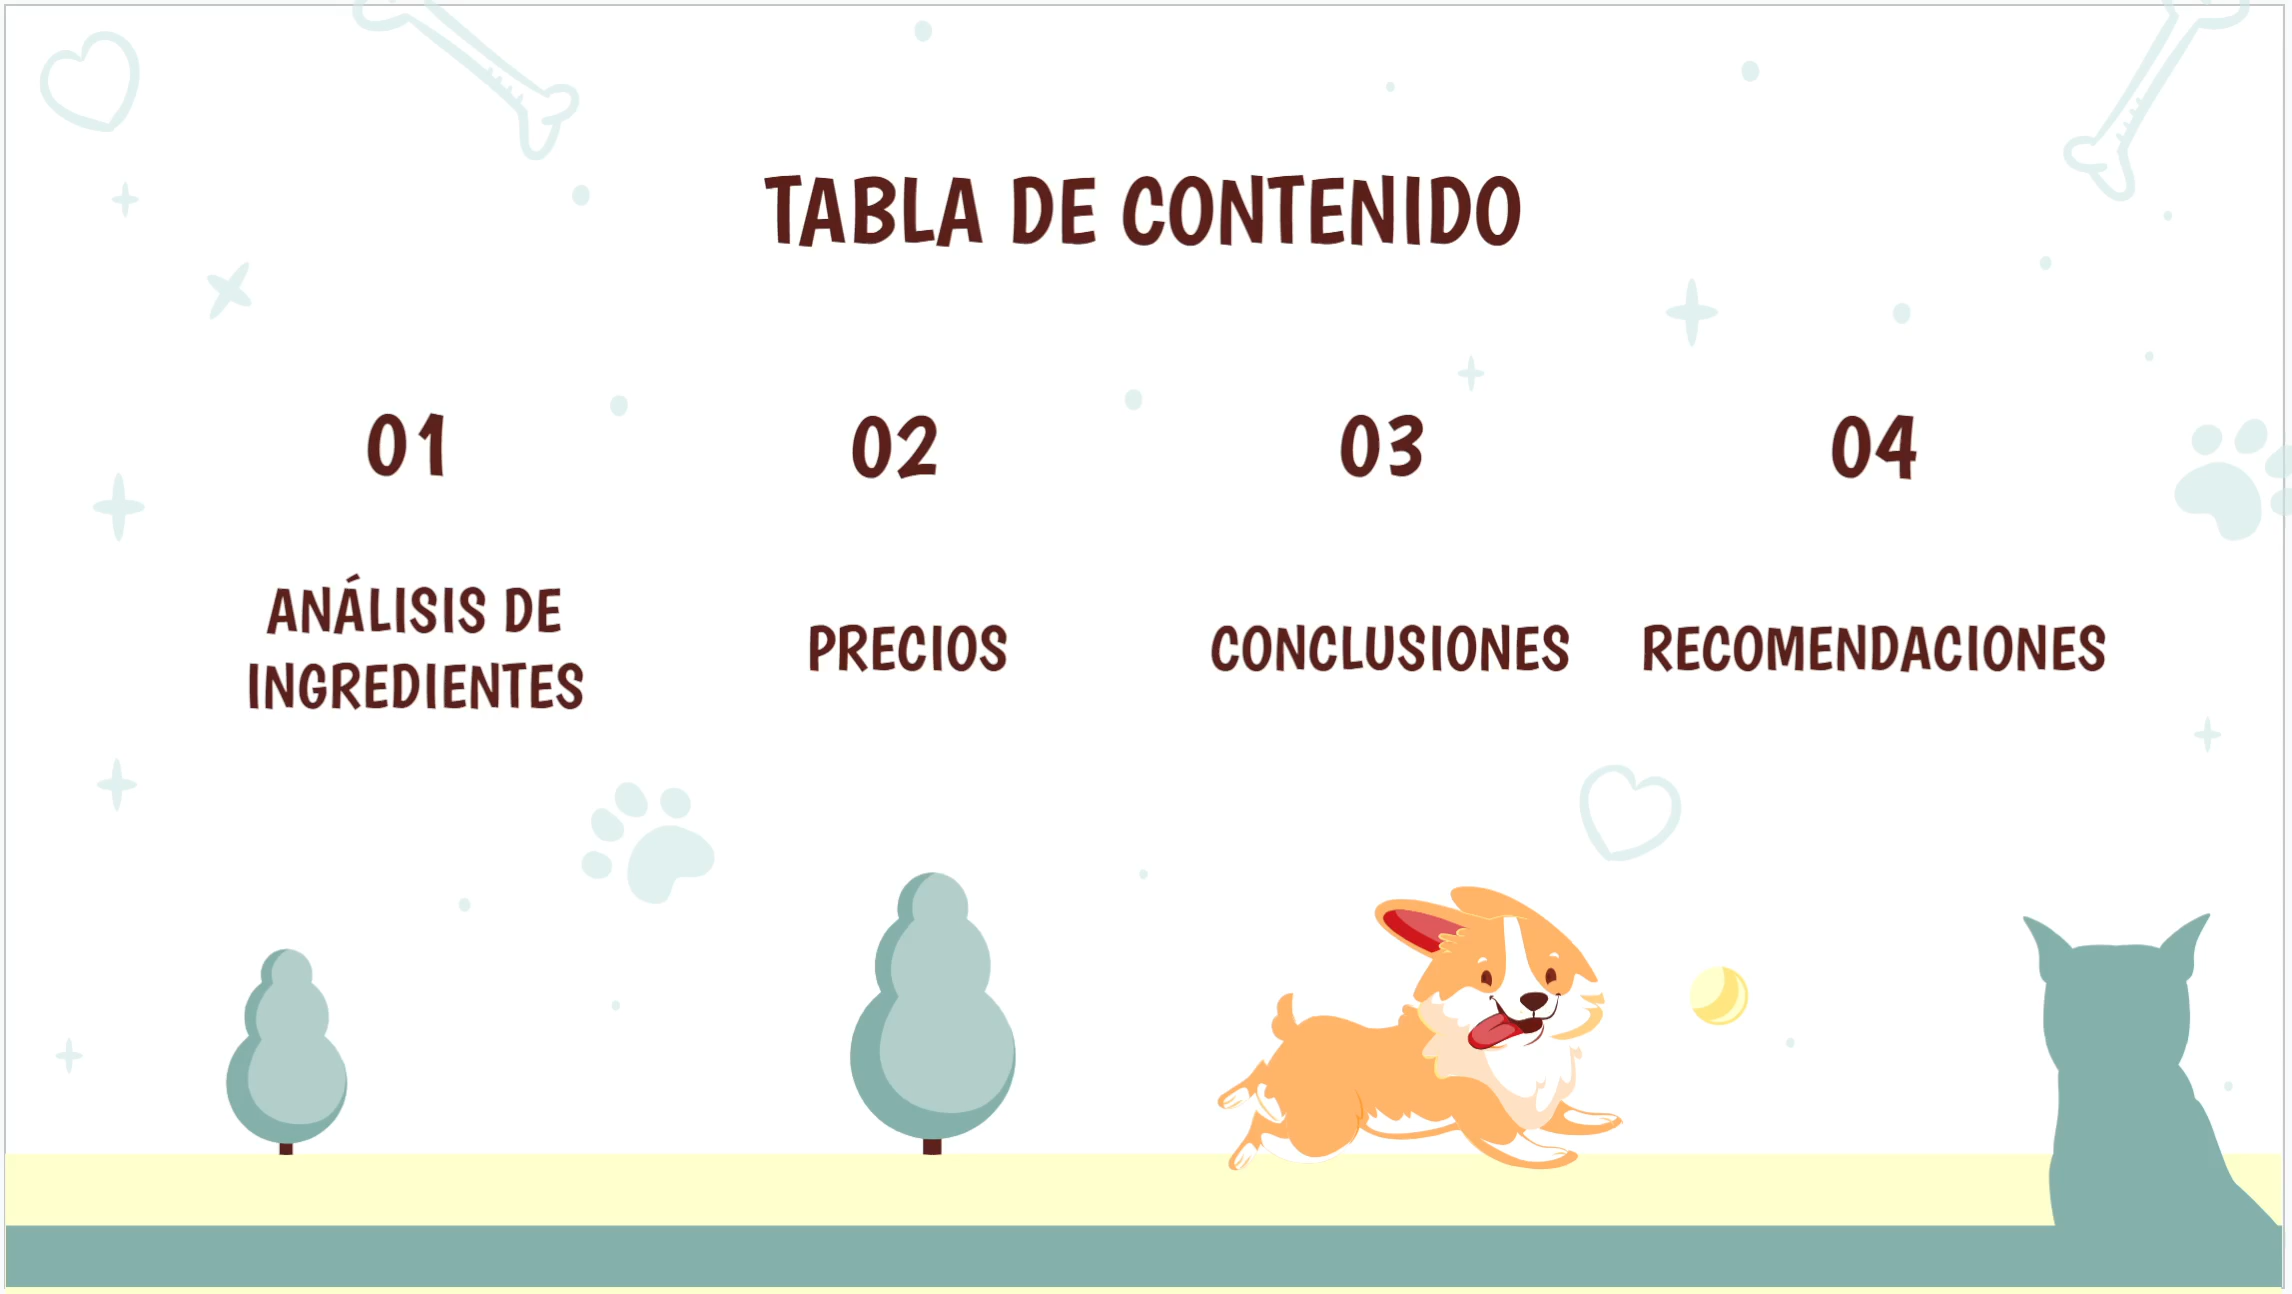 TABLA DE CONTENIDO
01
02
03
04
ANÁLISIS DE
INGREDIENTES
PRECIOS
CONCLUSIONES
RECOMENDACIONES